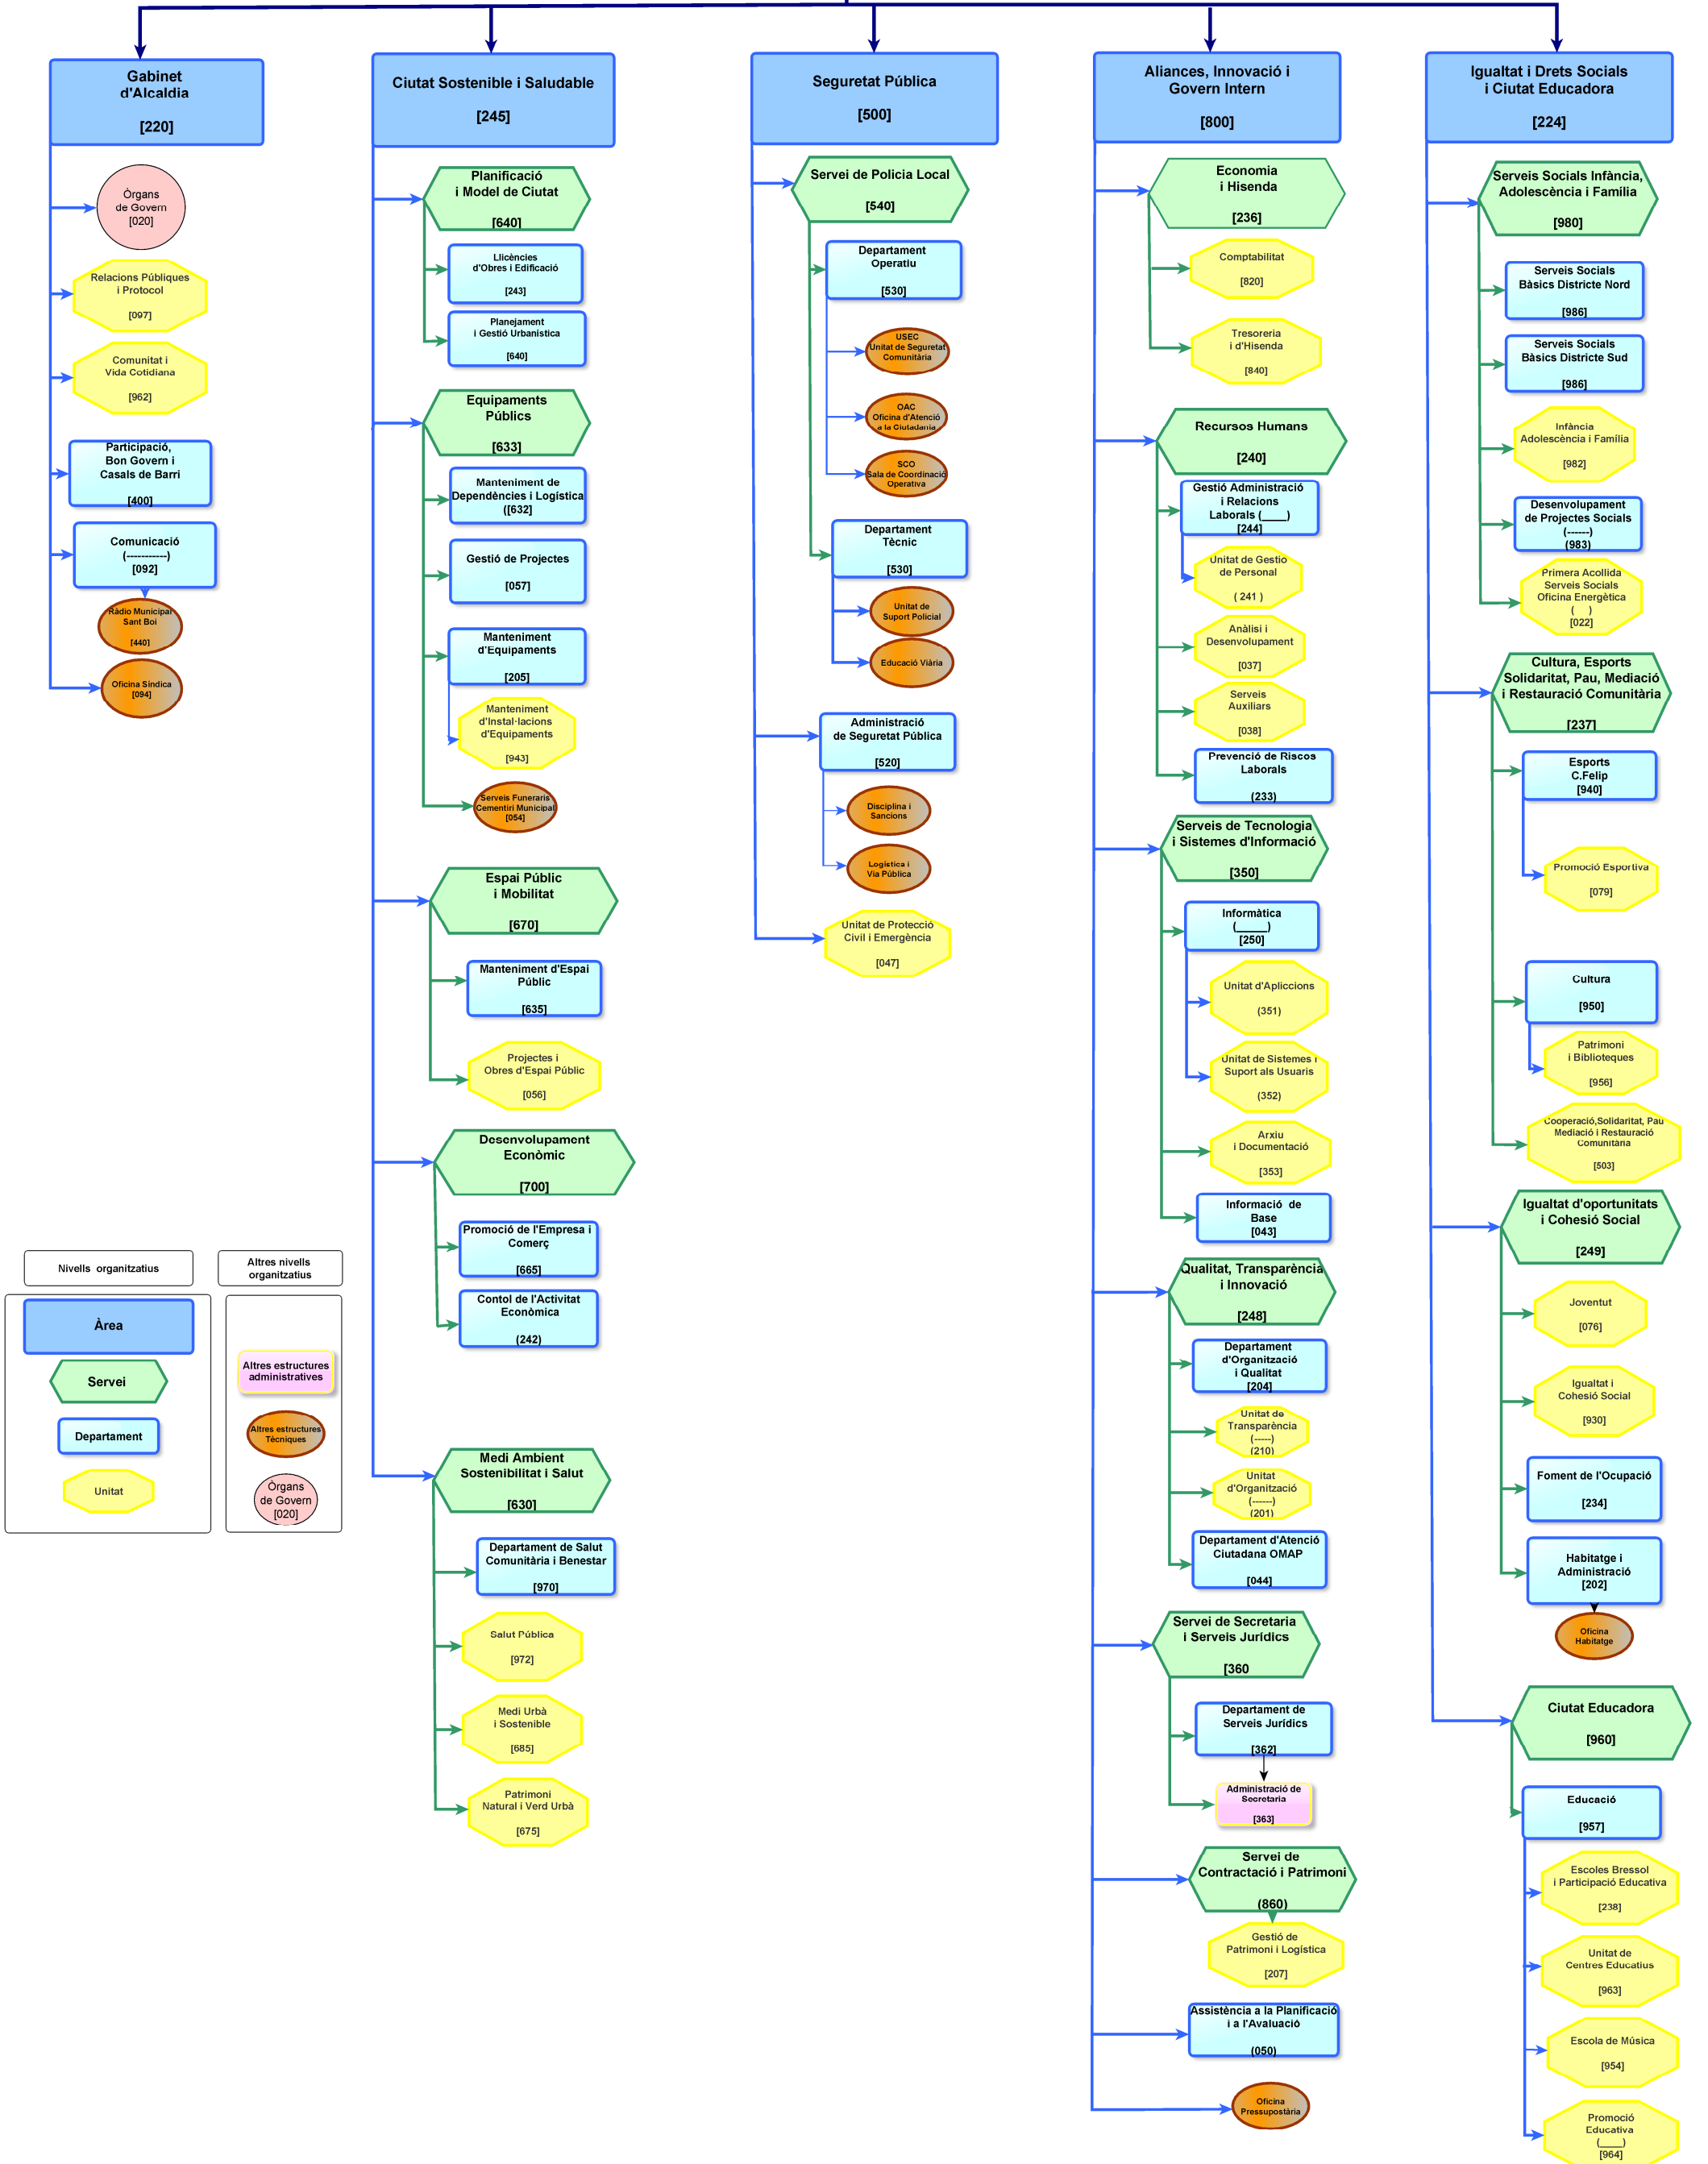 Gabinet
d'Alcaldia
[220]
Òrgans
de Govern
[020]
Relacions Públiques
i Protocol
[097]
Comunitat i
Vida Cotidiana
[962]
Participació,
Bon Govern i
Casals de Barri
[400]
Comunicació
(-----------)
[092]
Ràdio Municipal
Sant Boi
[440]
Oficina Síndica
[094]
Ciutat Sostenible i Saludable
[245]
Planificació
i Model de Ciutat
[640]
Llicències
d'Obres i Edificació
[243]
Planejament
i Gestió Urbanística
[640]
Equipaments
Públics
[633]
Manteniment de
Dependències i Logística
([632]
Gestió de Projectes
[057]
Manteniment
d'Equipaments
[205]
Manteniment
d'Instal·lacions
d'Equipaments
[943]
Serveis Funeraris
Cementiri Municipal
[054]
Espai Públic
i Mobilitat
[670]
Manteniment d'Espai
Públic
[635]
Projectes i
Obres d'Espai Públic
[056]
Desenvolupament
Econòmic
[700]
Promoció de l'Empresa i
Comerç
[665]
Contol de l'Activitat
Econòmica
(242)
Medi Ambient
Sostenibilitat i Salut
[630]
Departament de Salut
Comunitària i Benestar
[970]
Salut Pública
[972]
Medi Urbà
i Sostenible
[685]
Patrimoni
Natural i Verd Urbà
[675]
Seguretat Pública
[500]
Servei de Policia Local
[540]
Departament
Operatiu
[530]
USEC
Unitat de Seguretat
Comunitària
OAC
Oficina d'Atenció
a la Ciutadania
SCO
Sala de Coordinació
Operativa
Departament
Tècnic
[530]
Unitat de
Suport Policial
Educació Viària
Administració
de Seguretat Pública
[520]
Disciplina i
Sancions
Logística i
Via Pública
Unitat de Protecció
Civil i Emergència
[047]
Aliances, Innovació i
Govern Intern
[800]
Economia
i Hisenda
[236]
Comptabilitat
[820]
Tresoreria
i d'Hisenda
[840]
Recursos Humans
[240]
Gestió Administració
i Relacions
Laborals (____)
[244]
Unitat de Gestio
de Personal
( 241 )
Anàlisi i
Desenvolupament
[037]
Serveis
Auxiliars
[038]
Prevenció de Riscos
Laborals
(233)
Serveis de Tecnologia
i Sistemes d'Informació
[350]
Informàtica
(_____)
[250]
Unitat d'Apliccions
(351)
Unitat de Sistemes i
Suport als Usuaris
(352)
Arxiu
i Documentació
[353]
Informació de
Base
[043]
Qualitat, Transparència
i Innovació
[248]
Departament
d'Organització
i Qualitat
[204]
Unitat de
Transparència
(-----)
(210)
Unitat
d'Organització
(------)
(201)
Departament d'Atenció
Ciutadana OMAP
[044]
Servei de Secretaria
i Serveis Jurídics
[360
Departament de
Serveis Jurídics
[362]
Administració de
Secretaria
[363]
Servei de
Contractació i Patrimoni
(860)
Gestió de
Patrimoni i Logística
[207]
Assistència a la Planificació
i a l'Avaluació
(050)
Oficina
Pressupostària
Igualtat i Drets Socials
i Ciutat Educadora
[224]
Serveis Socials Infància,
Adolescència i Família
[980]
Serveis Socials
Bàsics Districte Nord
[986]
Serveis Socials
Bàsics Districte Sud
[986]
Infància
Adolescència i Família
[982]
Desenvolupament
de Projectes Socials
(------)
(983)
Primera Acollida
Serveis Socials
Oficina Energètica
( )
[022]
Cultura, Esports
Solidaritat, Pau, Mediació
i Restauració Comunitària
[237]
Esports
C.Felip
[940]
Promoció Esportiva
[079]
Cultura
[950]
Patrimoni
i Biblioteques
[956]
Cooperació,Solidaritat, Pau
Mediació i Restauració
Comunitària
[503]
Igualtat d'oportunitats
i Cohesió Social
[249]
Joventut
[076]
Igualtat i
Cohesió Social
[930]
Foment de l'Ocupació
[234]
Habitatge i
Administració
[202]
Oficina
Habitatge
Ciutat Educadora
[960]
Educació
[957]
Escoles Bressol
i Participació Educativa
[238]
Unitat de
Centres Educatius
[963]
Escola de Música
[954]
Promoció
Educativa
(____)
[964]
Nivells organitzatius
Àrea
Servei
Departament
Unitat
Altres nivells
organitzatius
Altres estructures
administratives
Altres estructures
Tècniques
Òrgans
de Govern
[020]